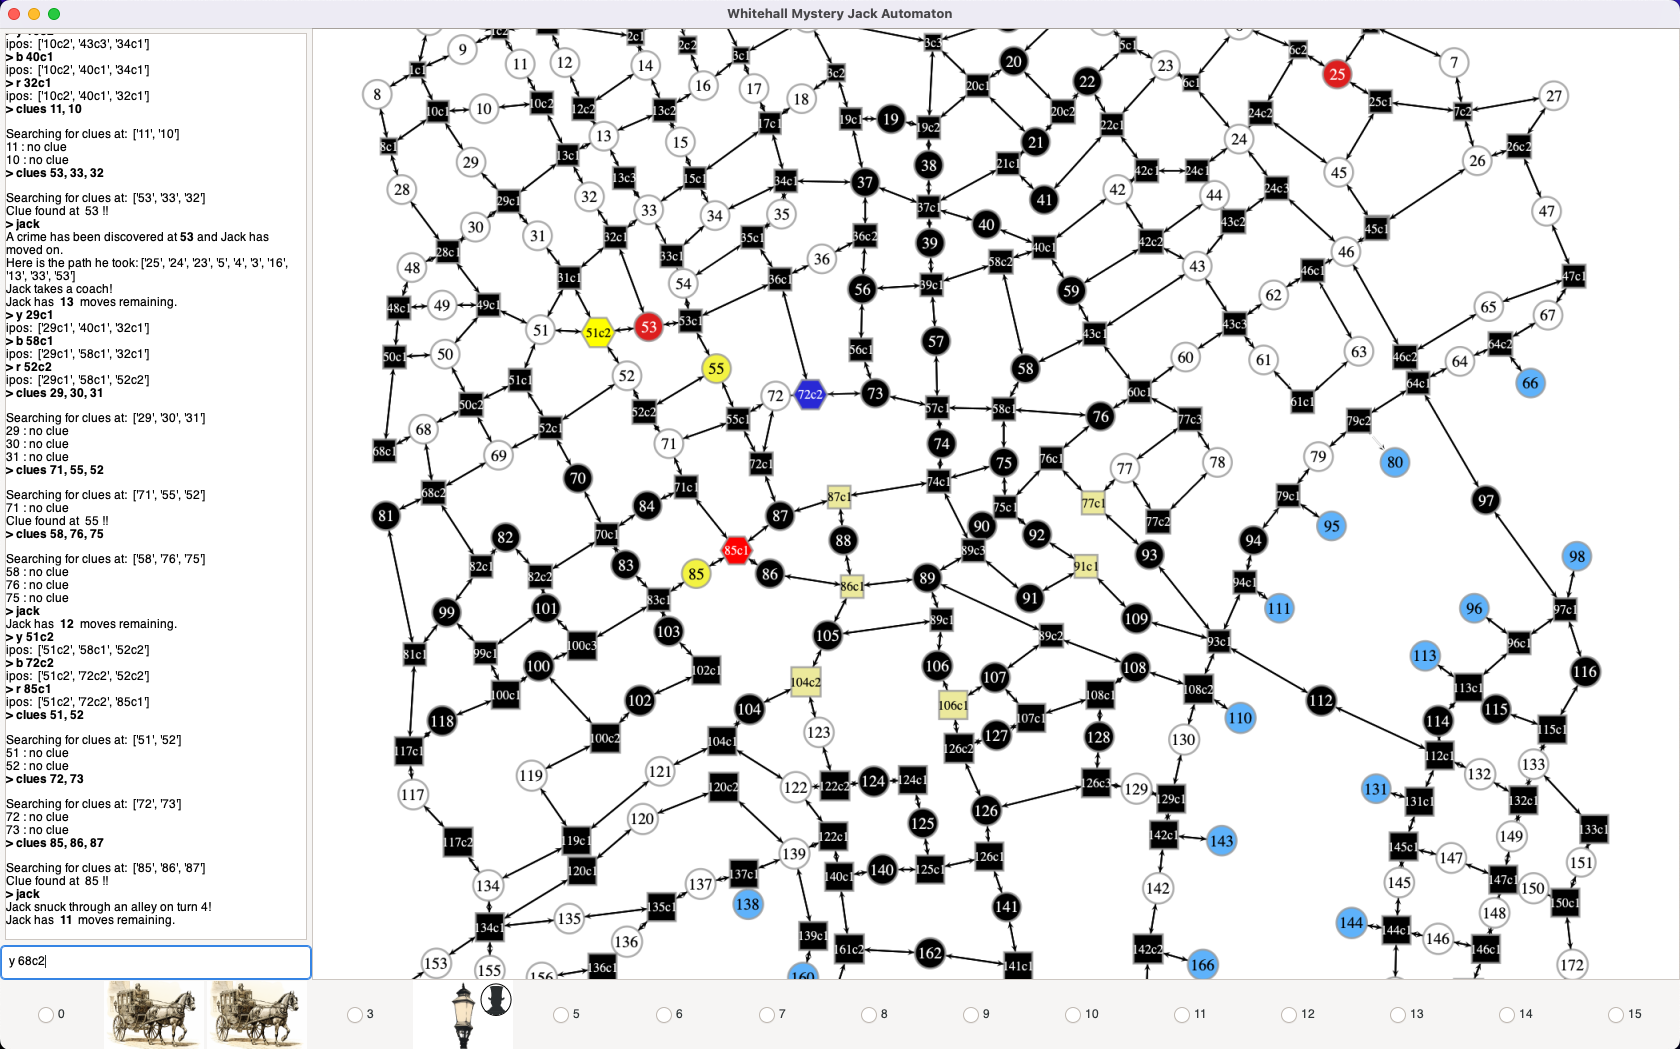 Whitehall Mystery Jack Automaton
ipos: ['10c2', '43c3', '34c1']
> b 40c1
ipos: ['10c2', '40c1', '34c1']
> r 32c1
ipos: ['10c2', '40c1', '32c1']
> clues 11, 10
Searching for clues at: ['11', '10']
11 : no clue
10 : no clue
> clues 53, 33, 32
Searching for clues at: ['53', '33', '32']
Clue found at 53 !!
> jack
A crime has been discovered at 53 and Jack has
moved on.
Here is the path he took: ['25', '24', '23', '5', '4', '3', '16',
'13', '33', '53']
Jack takes a coach!
Jack has 13 moves remaining.
> y 29c1
ipos: ['29c1', '40c1', '32c1']
> b 58c1
ipos: ['29c1', '58c1', '32c1']
> r 52c2
ipos: ['29c1', '58c1', '52c2']
> clues 29, 30, 31
Searching for clues at: ['29', '30', '31']
29 : no clue
30 : no clue
31 : no clue
> clues 71, 55, 52
Searching for clues at: ['71', '55', '52']
71 : no clue
Clue found at 55 !!
> clues 58, 76, 75
Searching for clues at: ['58', '76', '75']
58 : no clue
76 : no clue
75 : no clue
> jack
Jack has 12 moves remaining.
> y 51c2
ipos: ['51c2', '58c1', '52c2']
> b 72c2
ipos: ['51c2', '72c2', '52c2']
> r 85c1
ipos: ['51c2', '72c2', '85c1']
> clues 51, 52
Searching for clues at: ['51', '52']
51 : no clue
52 : no clue
> clues 72, 73
Searching for clues at: ['72', '73']
72 : no clue
73 : no clue
> clues 85, 86, 87
Searching for clues at: ['85', '86', '87']
Clue found at 85 !!
> jack
Jack snuck through an alley on turn 4!
Jack has 11 moves remaining.
y 68c2
9 11 12 14 16 17 18 20 22 23 25 7 27
8 10 13 15 19 21 24 26
20c1 25c1 7c2 10c1 10c2 12c2 13c2 17c1 19c1 19c2 20c2 22c1 24c2 26c2
8c1 13c1 29 13c3 15c1 34c1 38 21c1 42c1 24c1 45
28 29c1 32 33 34 35 37 37c1 41 42 44 24c3 47
30 31 32c1 35c1 36c2 39 40 40c1 42c2 43c2 45c1
28c1 48 31c1 33c1 54 36c1 36 58c2 43 46c1 46 47c1
48c1 49 49c1 51 51c2 53 53c1 56 39c1 59 62 65 67
50c1 50 51c1 52 55 56c1 57 43c1 43c3 60 61 63 46c2 64 64c2 66
50c2 52c2 55c1 72 72c2 73 57c1 58 58c1 60c1 76 77c3 61c1 64c1 79c2
68c1 68 52c1 69 71 72c1 74 75 76c1 77 78 79 80
68c2 70 71c1 87c1 74c1 75c1 77c1 79c1 97
81 82 84 70c1 87 88 90 92 77c2 95 94
82c1 82c2 83 85c1 89c3 93 98
85 86 86c1 89 91c1 94c1 111
99 101 83c1 91 109 96 97c1
81c1 99c1 100c3 103 105 89c1 89c2 93c1 96c1 113
100 100c1 102c1 104c2 106 107 108 108c1 108c2 113c1 116
118 102 104 106c1 107c1 110 112 114 115 115c1
117c1 100c2 104c1 123 126c2 127 128 130 112c1
119 121 120c2 122 122c2 124 124c1 126c3 129 129c1 131 131c1 132 132c1 133
117 120 122c1 125 126 142c1 143 133c1
117c2 119c1 139 126c1 145c1 147 149 151
134 120c1 137 137c1 140c1 140 125c1 142 145 147c1 150 150c1
138 135 135c1 141 144 148
134c1 136 139c1 161c2 162 142c2 144c1 146 146c1
153 155 156 136c1 160 141c1 166 172
0 3 5 6 7 8 9 10 11 12 13 14 15